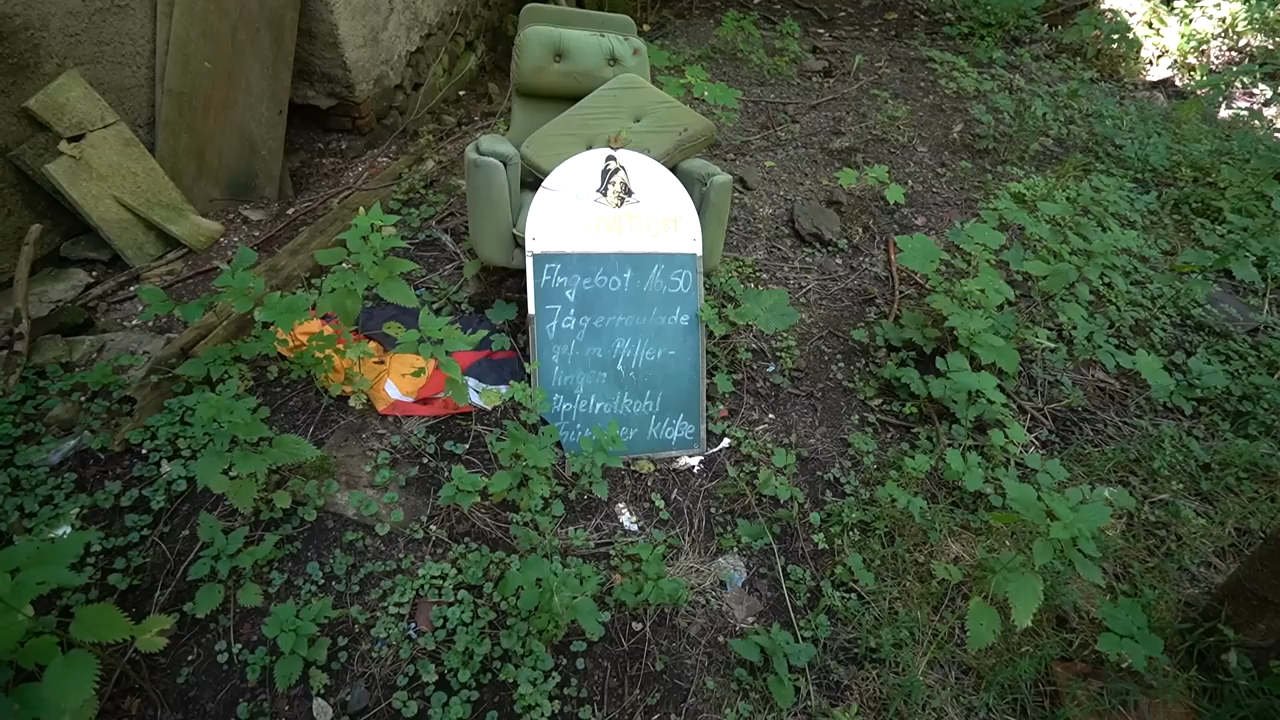 Angebot: 16,50
Jägerroulade
gef. m. Pfiffer-
lingen
Apfelrotkohl
Klöße